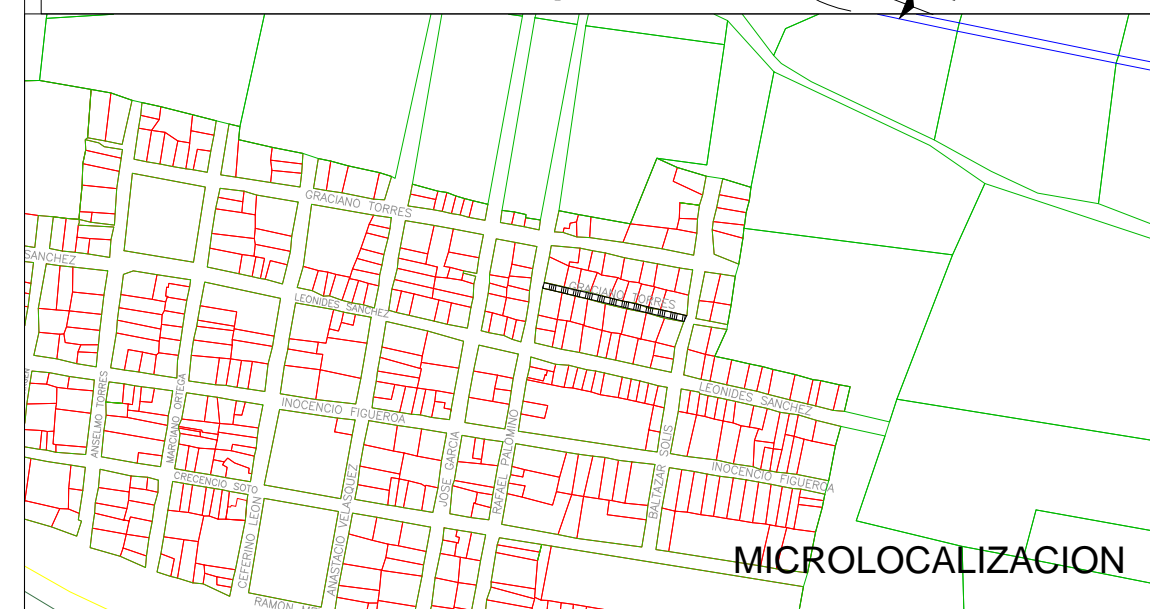 GRACIANO TORRES
SANCHEZ
LEONIDES SANCHEZ
GRACIANO TORRES
LEONIDES SANCHEZ
INOCENCIO FIGUEROA
ANSELMO TORRES
MARCIANO ORTEGA
JOSE GARCIA
RAFAEL PALOMINO
BALTAZAR SOLIS
INOCENCIO FIGUEROA
CRECENCIO SOTO
CEFERINO LEON
ANASTACIO VELASQUEZ
MICROLOCALIZACION
RAMON